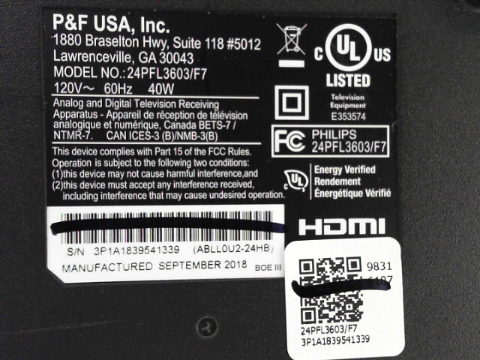 P&F USA, Inc.
1880 Braselton Hwy, Suite 118 #5012
Lawrenceville, GA 30043
MODEL NO.: 24PFL3603/F7
120V~ 60Hz 40W
Analog and Digital Television Receiving
Apparatus - Appareil de réception de télévision
analogique et numérique, Canada BETS-7 /
NTMR-7. CAN ICES-3 (B)/NMB-3(B)
This device complies with Part 15 of the FCC Rules.
Operation is subject to the following two conditions:
(1)this device may not cause harmful interference,and
(2)this device must accept any interference received,
including interference that may cause undesired operation.
C UL US
LISTED
Television
Equipment
E353574
FC PHILIPS
24PFL3603/F7
UL
Energy Verified
Rendement
Énergétique Vérifié
HDMI
S/N 3P1A1839541339 (ABLL0U2-24HB)
MANUFACTURED SEPTEMBER 2018 BOE III
9831
24PFL3603/F7
3P1A1839541339